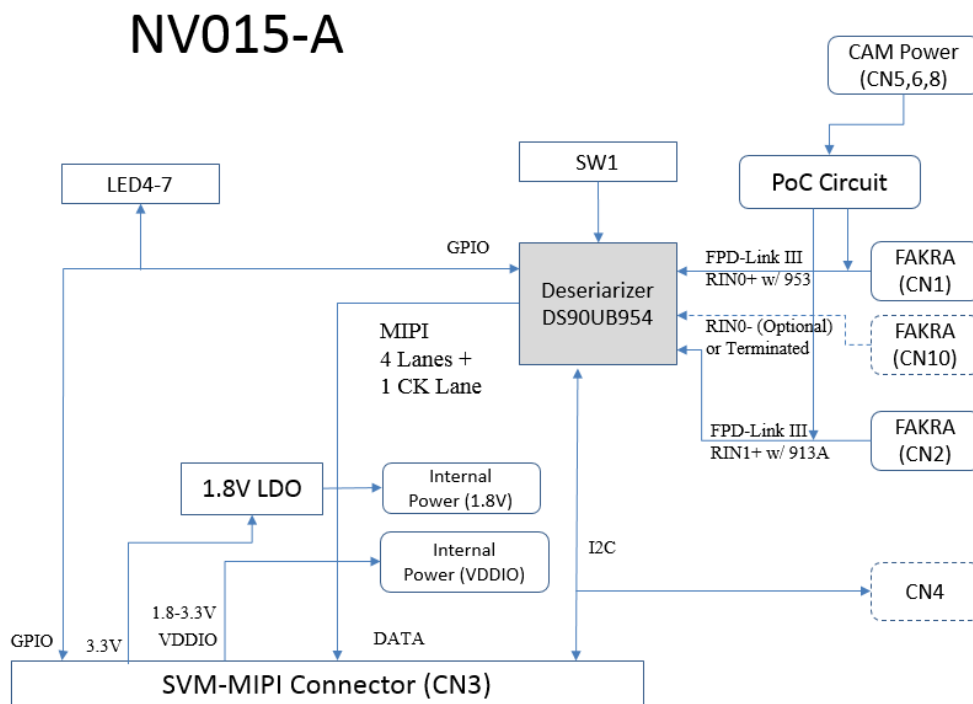 NV015-A
CAM Power
(CN5,6,8)
SW1
LED4-7
PoC Circuit
GPIO
FPD-Link III
RIN0+ w/ 953
FAKRA
(CN1)
Deseriarizer
DS90UB954
MIPI
4 Lanes +
1 CK Lane
RIN0- (Optional)
or Terminated
FAKRA
(CN10)
FPD-Link III
RIN1+ w/ 913A
FAKRA
(CN2)
1.8V LDO
Internal
Power (1.8V)
Internal
Power (VDDIO)
I2C
CN4
1.8-3.3V
VDDIO
GPIO
3.3V
DATA
SVM-MIPI Connector (CN3)